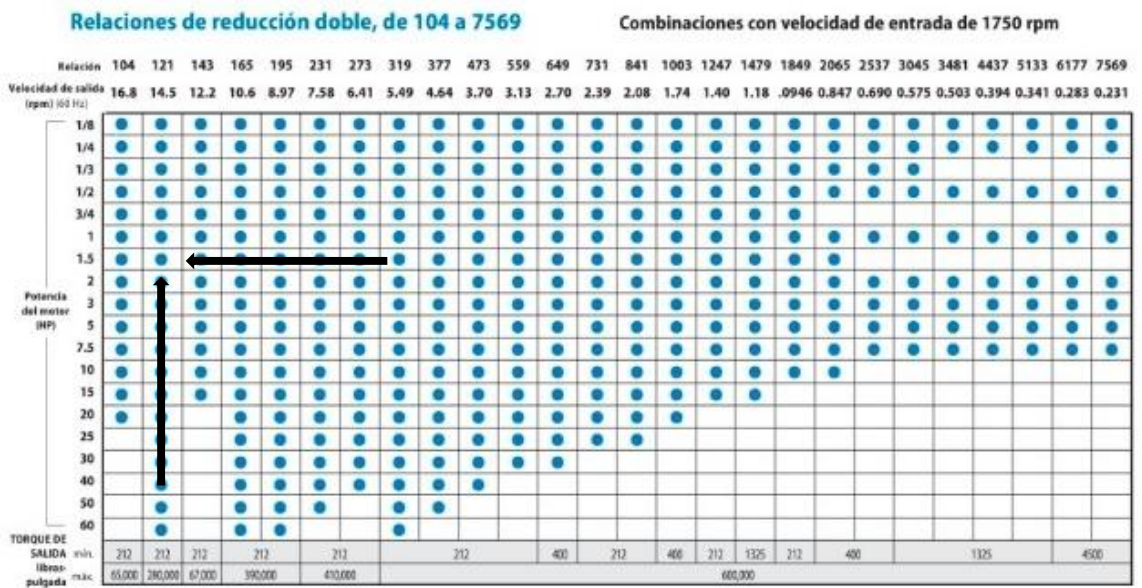 Relaciones de reducción doble, de 104 a 7569
Combinaciones con velocidad de entrada de 1750 rpm
Relación 104 121 143 165 195 231 273 319 377 473 559 649 731 841 1003 1247 1479 1849 2065 2537 3045 3481 4437 5133 6177 7569
Velocidad de salida (rpm) (60 Hz) 16.8 14.5 12.2 10.6 8.97 7.58 6.41 5.49 4.64 3.70 3.13 2.70 2.39 2.08 1.74 1.40 1.18 .0946 0.847 0.690 0.575 0.503 0.394 0.341 0.283 0.231
Potencia
del motor
(HP)
1/8
1/4
1/3
1/2
3/4
1
1.5
2
3
5
7.5
10
15
20
25
30
40
50
60
TORQUE DE
SALIDA
libros-
pulgada
mín. 212 212 212 212 212 212 400 212 400 212 1325 212 400 1325 4500
máx. 65,000 280,000 67,000 390,000 410,000 600,000